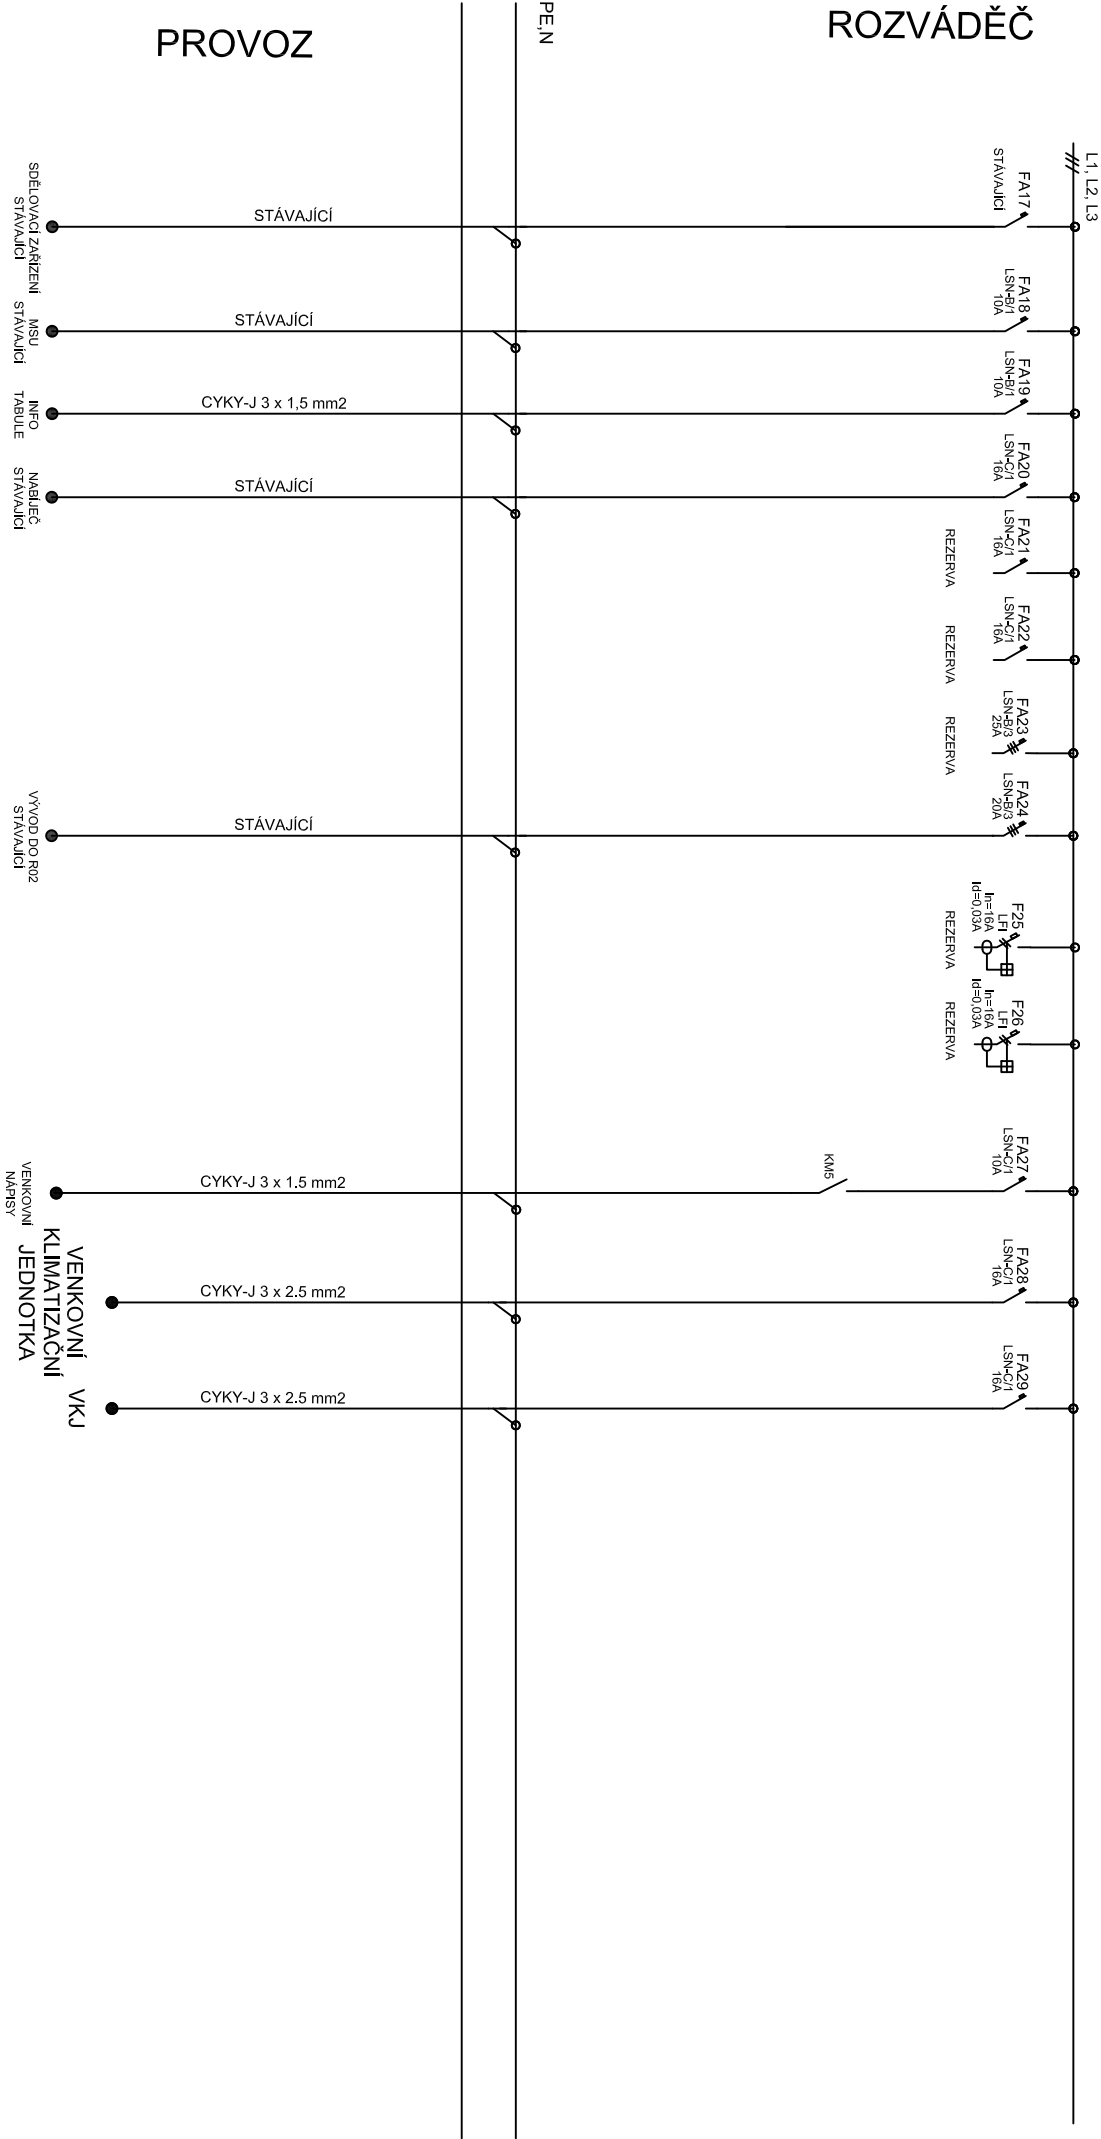 PROVOZ
PE,N
ROZVÁDĚČ
L1, L2, L3
FA17
STÁVAJÍCÍ
STÁVAJÍCÍ
SDĚLOVACÍ ZAŘÍZENÍ
STÁVAJÍCÍ
FA18
LSN-B/1
10A
STÁVAJÍCÍ
MSU
STÁVAJÍCÍ
FA19
LSN-B/1
10A
CYKY-J 3 x 1,5 mm2
INFO
TABULE
FA20
LSN-C/1
16A
STÁVAJÍCÍ
NABÍJEČ
STÁVAJÍCÍ
FA21
LSN-C/1
16A
REZERVA
FA22
LSN-C/1
16A
REZERVA
FA23
LSN-B/3
25A
REZERVA
FA24
LSN-B/3
20A
STÁVAJÍCÍ
VÝVOD DO R02
STÁVAJÍCÍ
F25
LFI
In=16A
Id=0,03A
REZERVA
F26
LFI
In=16A
Id=0,03A
REZERVA
FA27
LSN-C/1
10A
KM5
CYKY-J 3 x 1.5 mm2
VENKOVNÍ
NÁPISY
FA28
LSN-C/1
16A
CYKY-J 3 x 2.5 mm2
VENKOVNÍ
KLIMATIZAČNÍ
JEDNOTKA
FA29
LSN-C/1
16A
CYKY-J 3 x 2.5 mm2
VKJ